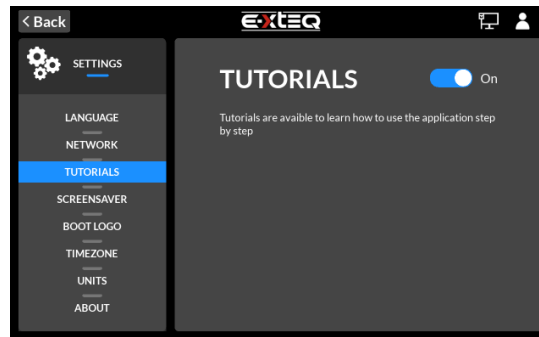 < Back
E-XTEQ
SETTINGS
LANGUAGE
NETWORK
TUTORIALS
SCREENSAVER
BOOT LOGO
TIMEZONE
UNITS
ABOUT
TUTORIALS
On
Tutorials are avaible to learn how to use the application step
by step